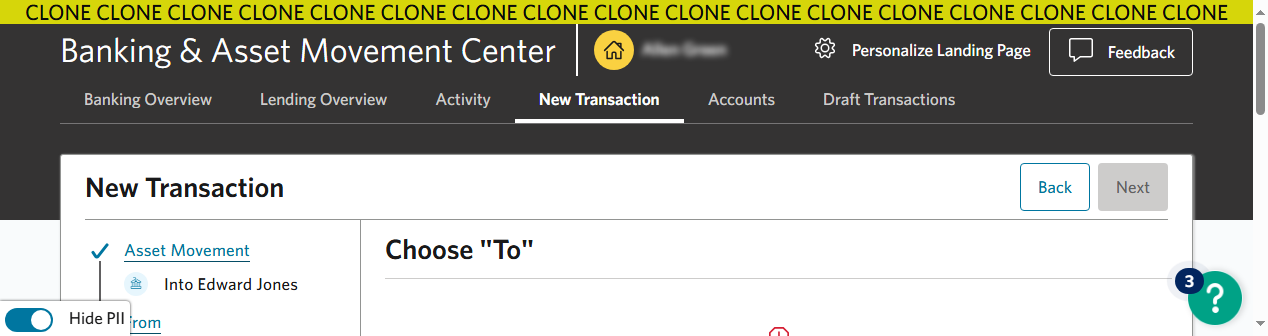 CLONE CLONE CLONE CLONE CLONE CLONE CLONE CLONE CLONE CLONE CLONE CLONE CLONE CLONE CLONE CLONE CLONE
Banking & Asset Movement Center
Personalize Landing Page
Feedback
Banking Overview
Lending Overview
Activity
New Transaction
Accounts
Draft Transactions
New Transaction
Back
Next
Asset Movement
Choose "To"
Into Edward Jones
3
?
Hide PII
From